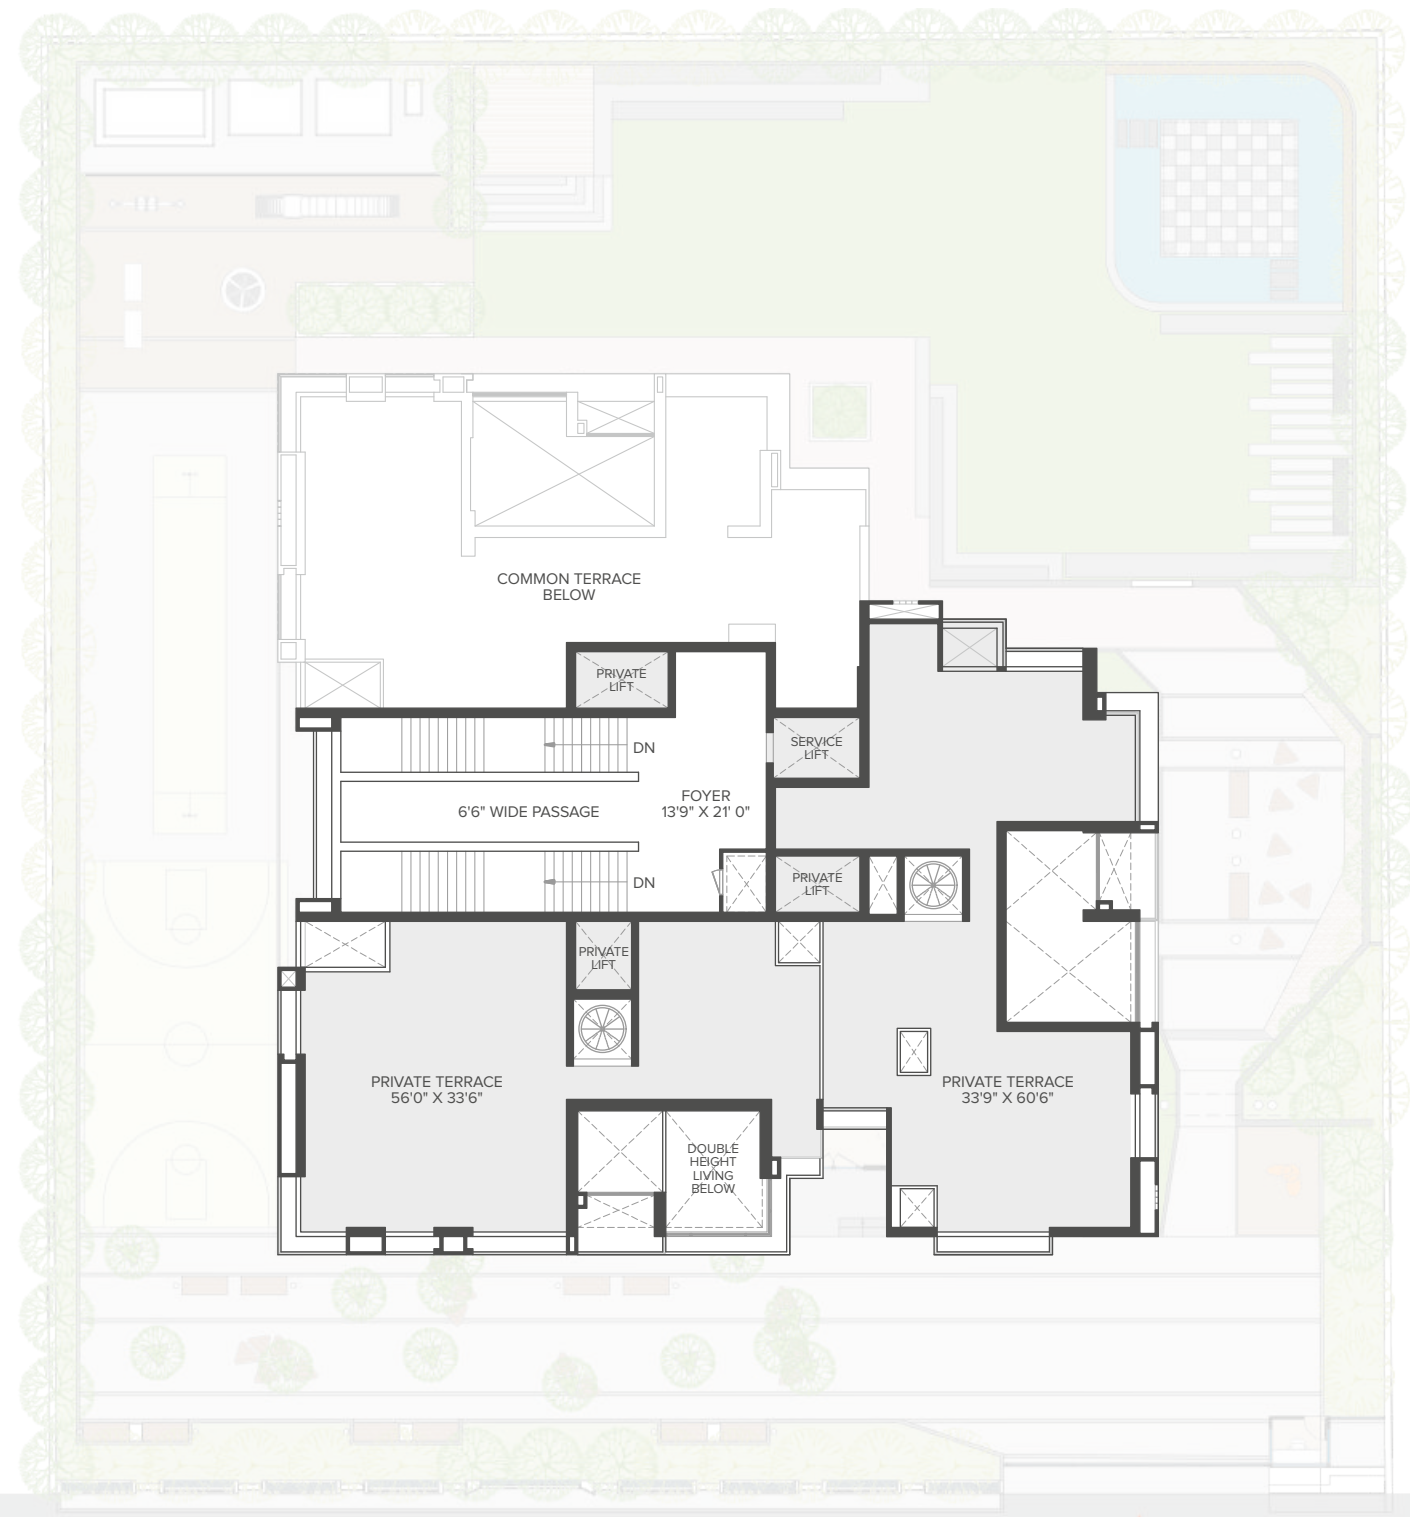 COMMON TERRACE
BELOW
PRIVATE
LIFT
DN
SERVICE
LIFT
FOYER
13'9" X 21' 0"
6'6" WIDE PASSAGE
DN
PRIVATE
LIFT
PRIVATE
LIFT
PRIVATE TERRACE
56'0" X 33'6"
PRIVATE TERRACE
33'9" X 60'6"
DOUBLE
HEIGHT
LIVING
BELOW